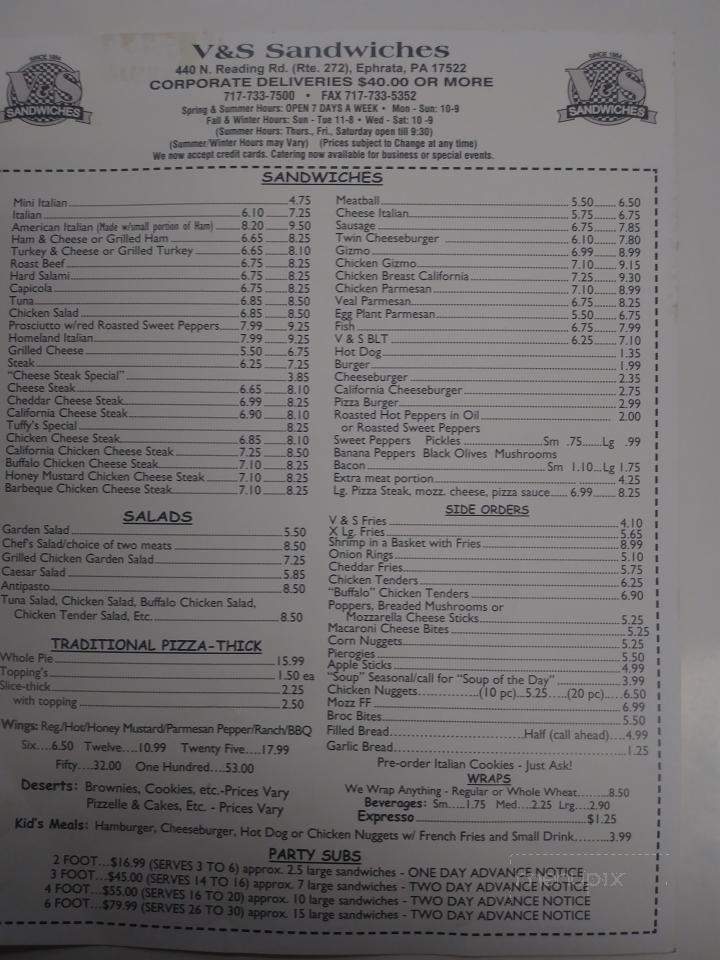 V&S Sandwiches
SINCE 1954
V&S
SANDWICHES
SINCE 1954
V&S
SANDWICHES
440 N. Reading Rd. (Rte. 272), Ephrata, PA 17522
CORPORATE DELIVERIES $40.00 OR MORE
717-733-7500 • FAX 717-733-5352
Spring & Summer Hours: OPEN 7 DAYS A WEEK • Mon - Sun: 10-9
Fall & Winter Hours: Sun - Tue 11-8 • Wed - Sat: 10 -9
(Summer Hours: Thurs., Fri., Saturday open till 9:30)
(Summer/Winter Hours may Vary) (Prices subject to Change at any time)
We now accept credit cards. Catering now available for business or special events.
SANDWICHES
Mini Italian 4.75
Italian 6.10 7.25
American Italian (Made w/small portion of Ham) 8.20 9.50
Ham & Cheese or Grilled Ham 6.65 8.25
Turkey & Cheese or Grilled Turkey 6.65 8.10
Roast Beef 6.75 8.25
Hard Salami 6.75 8.25
Capicola 6.75 8.25
Tuna 6.85 8.50
Chicken Salad 6.85 8.50
Prosciutto w/red Roasted Sweet Peppers 7.99 9.25
Homeland Italian 7.99 9.25
Grilled Cheese 5.50 6.75
Steak 6.25 7.25
"Cheese Steak Special" 3.85
Cheese Steak 6.65 8.10
Cheddar Cheese Steak 6.99 8.25
California Cheese Steak 6.90 8.10
Tuffy's Special 8.25
Chicken Cheese Steak 6.85 8.10
California Chicken Cheese Steak 7.25 8.50
Buffalo Chicken Cheese Steak 7.10 8.25
Honey Mustard Chicken Cheese Steak 7.10 8.25
Barbeque Chicken Cheese Steak 7.10 8.25
Meatball 5.50 6.50
Cheese Italian 5.75 6.75
Sausage 6.75 7.85
Twin Cheeseburger 6.10 7.80
Gizmo 6.99 8.99
Chicken Gizmo 7.10 9.15
Chicken Breast California 7.25 9.30
Chicken Parmesan 7.10 8.99
Veal Parmesan 6.75 8.25
Egg Plant Parmesan 5.50 6.75
Fish 6.75 7.99
V & S BLT 6.25 7.10
Hot Dog 1.35
Burger 1.99
Cheeseburger 2.35
California Cheeseburger 2.75
Pizza Burger 2.99
Roasted Hot Peppers in Oil 2.00
or Roasted Sweet Peppers
Sweet Peppers Pickles Sm .75 Lg .99
Banana Peppers Black Olives Mushrooms
Bacon Sm 1.10 Lg 1.75
Extra meat portion 4.25
Lg. Pizza Steak, mozz. cheese, pizza sauce 6.99 8.25
SALADS
Garden Salad 5.50
Chef's Salad/choice of two meats 8.50
Grilled Chicken Garden Salad 7.25
Caesar Salad 5.85
Antipasto 8.50
Tuna Salad, Chicken Salad, Buffalo Chicken Salad,
Chicken Tender Salad, Etc. 8.50
TRADITIONAL PIZZA-THICK
Whole Pie 15.99
Topping's 1.50 ea
Slice-thick 2.25
with topping 2.50
Wings: Reg./Hot/Honey Mustard/Parmesan Pepper/Ranch/BBQ
Six....6.50 Twelve....10.99 Twenty Five....17.99
Fifty....32.00 One Hundred....53.00
Deserts: Brownies, Cookies, etc.-Prices Vary
Pizzelle & Cakes, Etc. - Prices Vary
SIDE ORDERS
V & S Fries 4.10
X Lg. Fries 5.65
Shrimp in a Basket with Fries 8.99
Onion Rings 5.10
Cheddar Fries 5.75
Chicken Tenders 6.25
"Buffalo" Chicken Tenders 6.90
Poppers, Breaded Mushrooms or
Mozzarella Cheese Sticks 5.25
Macaroni Cheese Bites 5.25
Corn Nuggets 5.25
Pierogies 5.50
Apple Sticks 4.99
"Soup" Seasonal/call for "Soup of the Day" 3.99
Chicken Nuggets (10 pc) 5.25 (20 pc) 6.50
Mozz FF 6.99
Broc Bites 5.50
Filled Bread Half (call ahead) 4.99
Garlic Bread 1.25
Pre-order Italian Cookies - Just Ask!
WRAPS
We Wrap Anything - Regular or Whole Wheat 8.50
Beverages: Sm....1.75 Med....2.25 Lrg...2.90
Expresso $1.25
Kid's Meals: Hamburger, Cheeseburger, Hot Dog or Chicken Nuggets w/ French Fries and Small Drink 3.99
PARTY SUBS
2 FOOT...$16.99 (SERVES 3 TO 6) approx. 2.5 large sandwiches - ONE DAY ADVANCE NOTICE
3 FOOT...$45.00 (SERVES 14 TO 16) approx. 7 large sandwiches - TWO DAY ADVANCE NOTICE
4 FOOT...$55.00 (SERVES 16 TO 20) approx. 10 large sandwiches - TWO DAY ADVANCE NOTICE
6 FOOT...$79.99 (SERVES 26 TO 30) approx. 15 large sandwiches - TWO DAY ADVANCE NOTICE